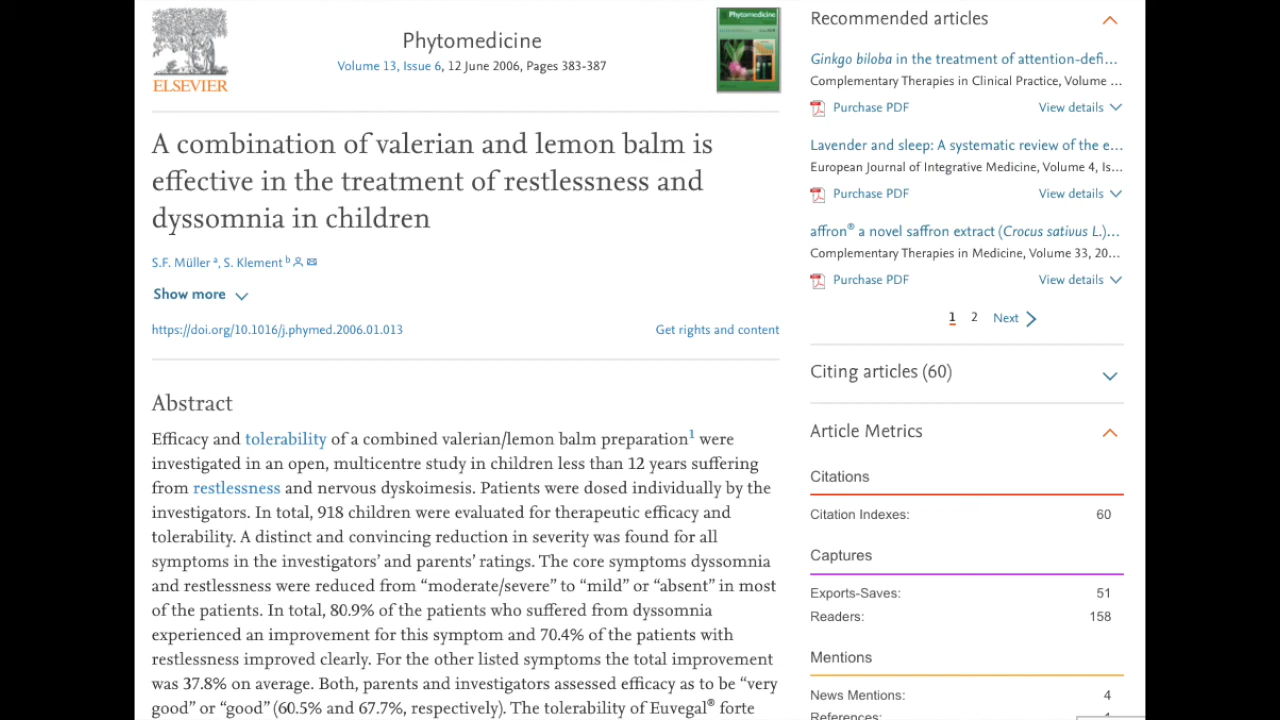 ELSEVIER
Phytomedicine
Volume 13, Issue 6, 12 June 2006, Pages 383-387
Phytomedicine
A combination of valerian and lemon balm is
effective in the treatment of restlessness and
dyssomnia in children
S.F. Müller ª, S. Klement ᵇ
Show more
https://doi.org/10.1016/j.phymed.2006.01.013
Get rights and content
Abstract
Efficacy and tolerability of a combined valerian/lemon balm preparation¹ were
investigated in an open, multicentre study in children less than 12 years suffering
from restlessness and nervous dyskoimesis. Patients were dosed individually by the
investigators. In total, 918 children were evaluated for therapeutic efficacy and
tolerability. A distinct and convincing reduction in severity was found for all
symptoms in the investigators’ and parents’ ratings. The core symptoms dyssomnia
and restlessness were reduced from “moderate/severe” to “mild” or “absent” in most
of the patients. In total, 80.9% of the patients who suffered from dyssomnia
experienced an improvement for this symptom and 70.4% of the patients with
restlessness improved clearly. For the other listed symptoms the total improvement
was 37.8% on average. Both, parents and investigators assessed efficacy as to be “very
good” or “good” (60.5% and 67.7%, respectively). The tolerability of Euvegal® forte
Recommended articles
Ginkgo biloba in the treatment of attention-defi...
Complementary Therapies in Clinical Practice, Volume ...
Purchase PDF
View details
Lavender and sleep: A systematic review of the e...
European Journal of Integrative Medicine, Volume 4, Is...
Purchase PDF
View details
affron® a novel saffron extract (Crocus sativus L.)...
Complementary Therapies in Medicine, Volume 33, 20...
Purchase PDF
View details
1 2 Next
Citing articles (60)
Article Metrics
Citations
Citation Indexes: 60
Captures
Exports-Saves: 51
Readers: 158
Mentions
News Mentions: 4
References: